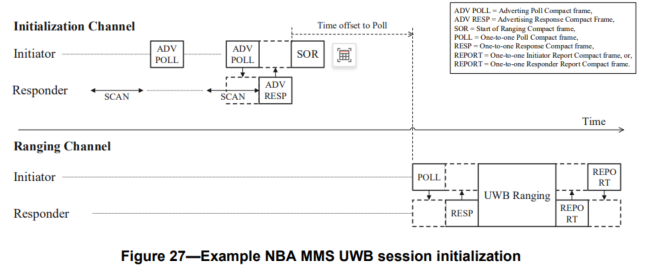 Initialization Channel
Time offset to Poll
ADV POLL = Adverting Poll Compact frame,
ADV RESP = Advertising Response Compact Frame,
SOR = Start of Ranging Compact frame,
POLL = One-to-one Poll Compact frame,
RESP = One-to-one Response Compact frame,
REPORT = One-to-one Initiator Report Compact frame, or,
REPORT = One-to-one Responder Report Compact frame.
Initiator
ADV
POLL
ADV
POLL
SOR
Responder
SCAN
SCAN
ADV
RESP
Time
Ranging Channel
Initiator
POLL
UWB Ranging
REPO
RT
Responder
RESP
REPO
RT
Figure 27—Example NBA MMS UWB session initialization